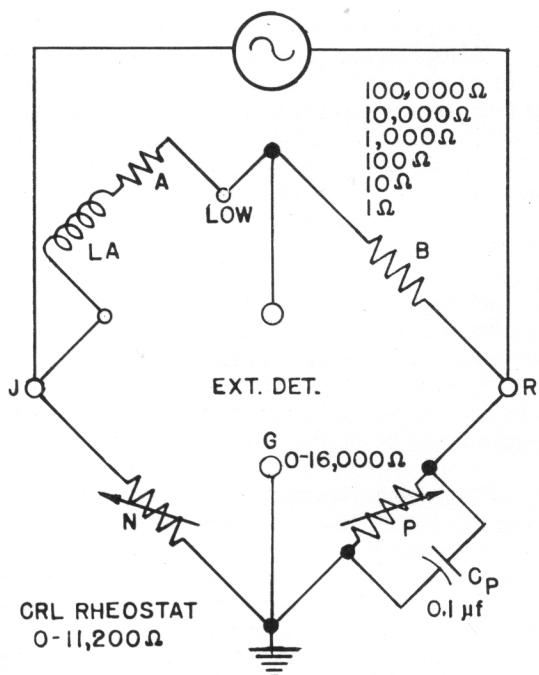 100,000Ω
10,000Ω
1,000Ω
100Ω
10Ω
1Ω
A
LOW
LA
B
J
EXT. DET.
R
G
0-16,000Ω
N
P
CP
0.1 µf
CRL RHEOSTAT
0-11,200Ω